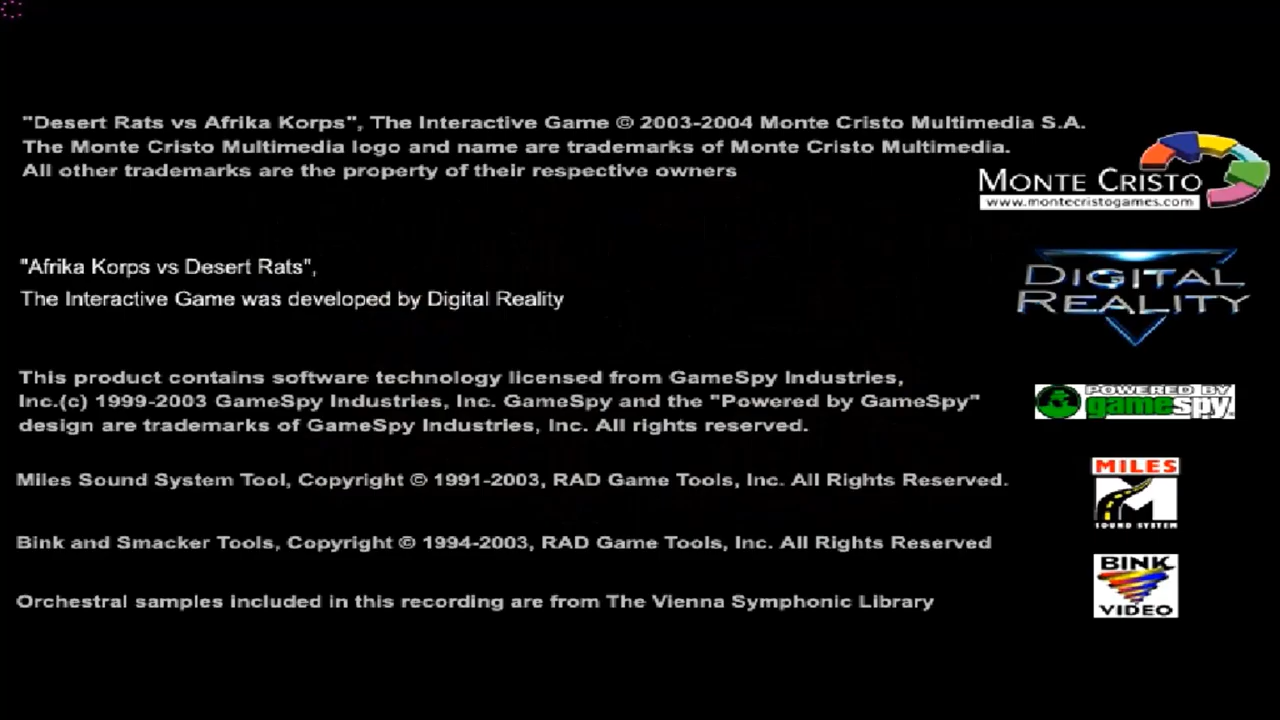 "Desert Rats vs Afrika Korps", The Interactive Game © 2003-2004 Monte Cristo Multimedia S.A.
The Monte Cristo Multimedia logo and name are trademarks of Monte Cristo Multimedia.
All other trademarks are the property of their respective owners
MONTE CRISTO
www.montecristogames.com
"Afrika Korps vs Desert Rats",
The Interactive Game was developed by Digital Reality
DIGITAL
REALITY
This product contains software technology licensed from GameSpy Industries,
Inc.(c) 1999-2003 GameSpy Industries, Inc. GameSpy and the "Powered by GameSpy"
design are trademarks of GameSpy Industries, Inc. All rights reserved.
POWERED BY
gamespy
Miles Sound System Tool, Copyright © 1991-2003, RAD Game Tools, Inc. All Rights Reserved.
MILES
SOUND SYSTEM
Bink and Smacker Tools, Copyright © 1994-2003, RAD Game Tools, Inc. All Rights Reserved
BINK
VIDEO
Orchestral samples included in this recording are from The Vienna Symphonic Library